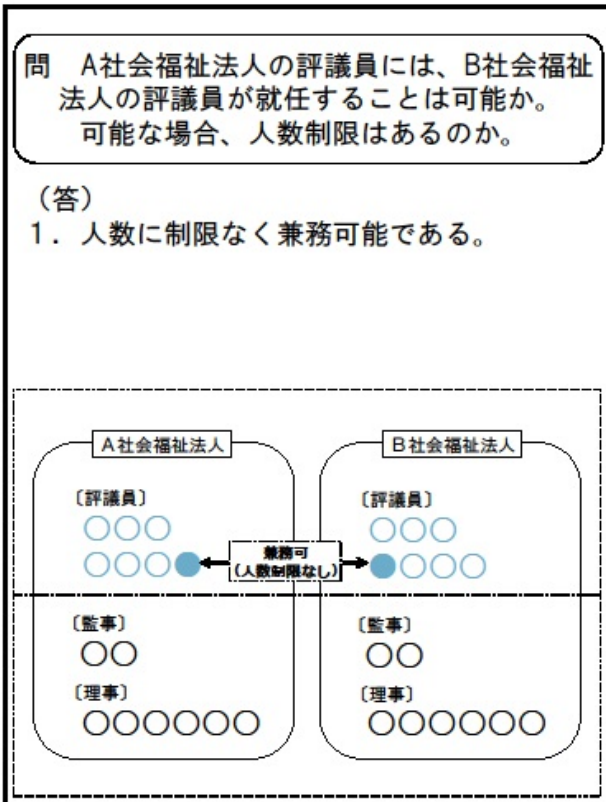 問　A社会福祉法人の評議員には、B社会福祉
法人の評議員が就任することは可能か。
可能な場合、人数制限はあるのか。
（答）
１．人数に制限なく兼務可能である。
A社会福祉法人
B社会福祉法人
〔評議員〕
〔評議員〕
兼務可
（人数制限なし）
〔監事〕
〔監事〕
〔理事〕
〔理事〕